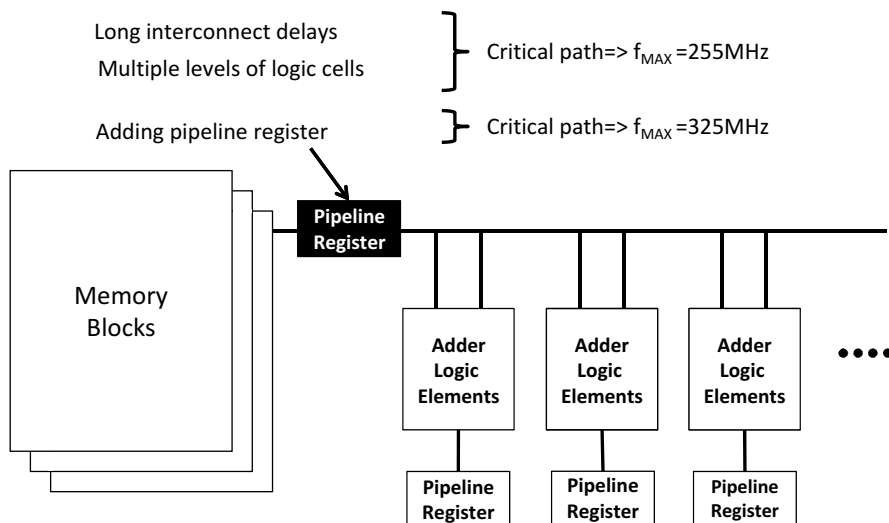 Long interconnect delays
Multiple levels of logic cells
Critical path=> fMAX =255MHz
Adding pipeline register
Critical path=> fMAX =325MHz
Memory
Blocks
Pipeline
Register
Adder
Logic
Elements
Adder
Logic
Elements
Adder
Logic
Elements
Pipeline
Register
Pipeline
Register
Pipeline
Register